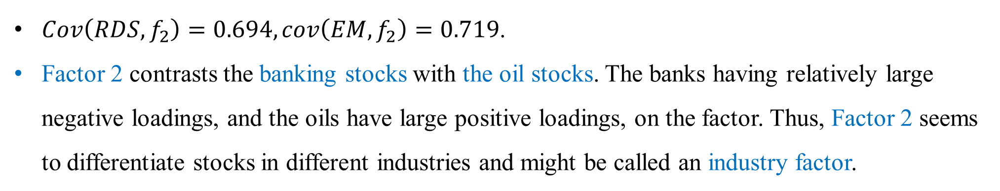 • Cov(RDS, f₂) = 0.694, cov(EM, f₂) = 0.719.
• Factor 2 contrasts the banking stocks with the oil stocks. The banks having relatively large
negative loadings, and the oils have large positive loadings, on the factor. Thus, Factor 2 seems
to differentiate stocks in different industries and might be called an industry factor.